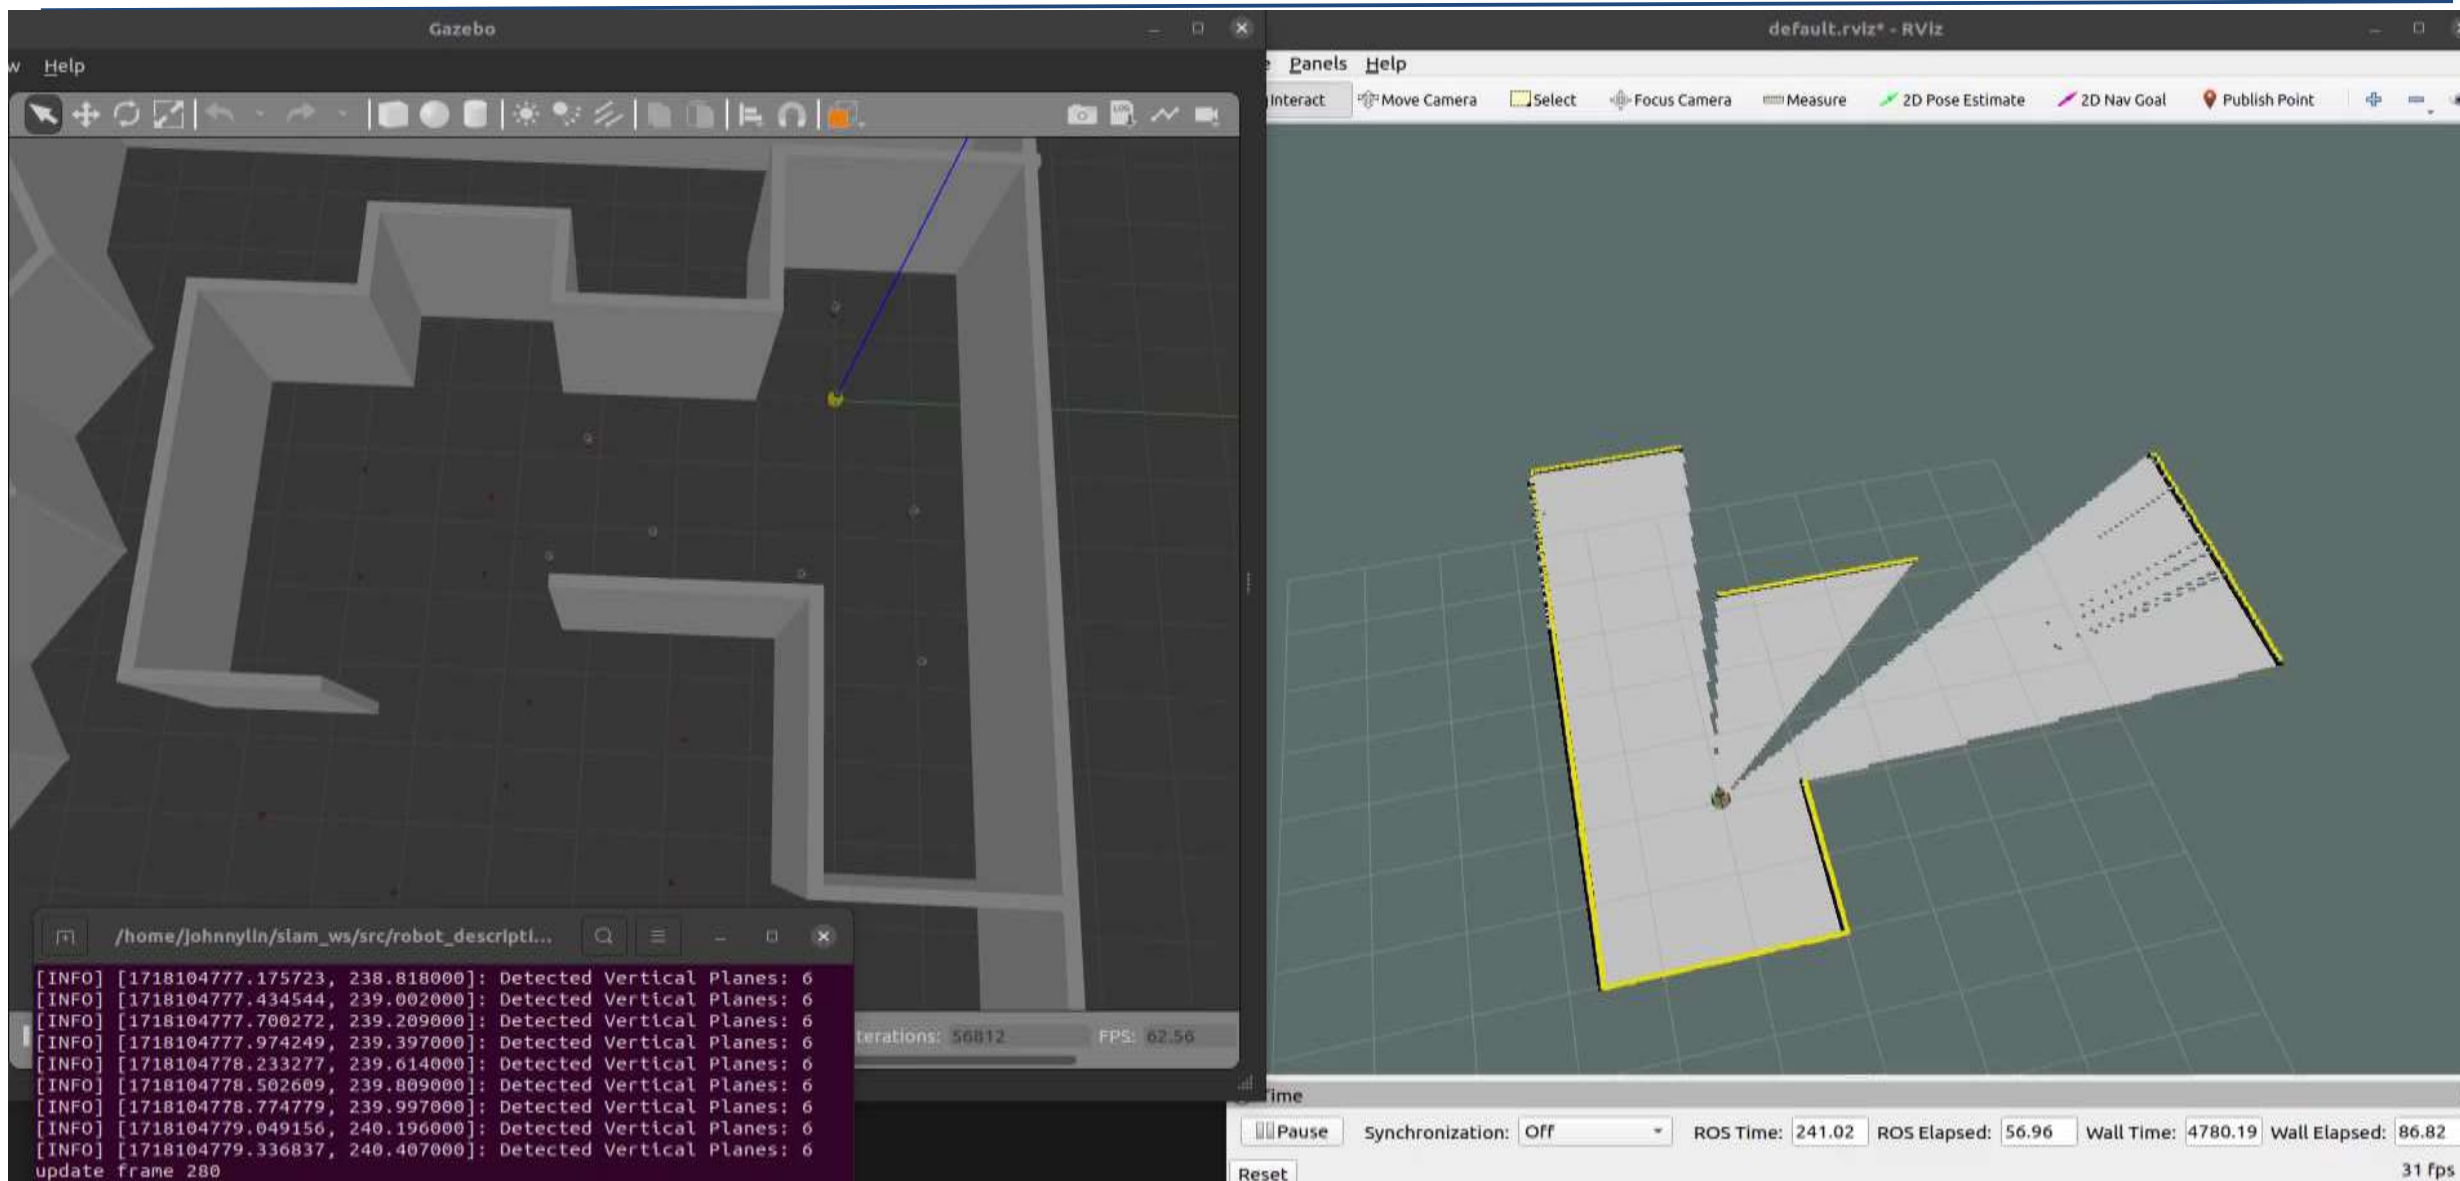 Gazebo
w Help
/home/johnnylin/slam_ws/src/robot_descripti...
[INFO] [1718104777.175723, 238.818000]: Detected Vertical Planes: 6
[INFO] [1718104777.434544, 239.002000]: Detected Vertical Planes: 6
[INFO] [1718104777.700272, 239.209000]: Detected Vertical Planes: 6
[INFO] [1718104777.974249, 239.397000]: Detected Vertical Planes: 6
[INFO] [1718104778.233277, 239.614000]: Detected Vertical Planes: 6
[INFO] [1718104778.502609, 239.809000]: Detected Vertical Planes: 6
[INFO] [1718104778.774779, 239.997000]: Detected Vertical Planes: 6
[INFO] [1718104779.049156, 240.196000]: Detected Vertical Planes: 6
[INFO] [1718104779.336837, 240.407000]: Detected Vertical Planes: 6
update frame 280
terations: 56812 FPS: 62.56
default.rviz* - RViz
e Panels Help
Interact Move Camera Select Focus Camera Measure 2D Pose Estimate 2D Nav Goal Publish Point
Time
Pause Synchronization: Off ROS Time: 241.02 ROS Elapsed: 56.96 Wall Time: 4780.19 Wall Elapsed: 86.82
Reset 31 fps